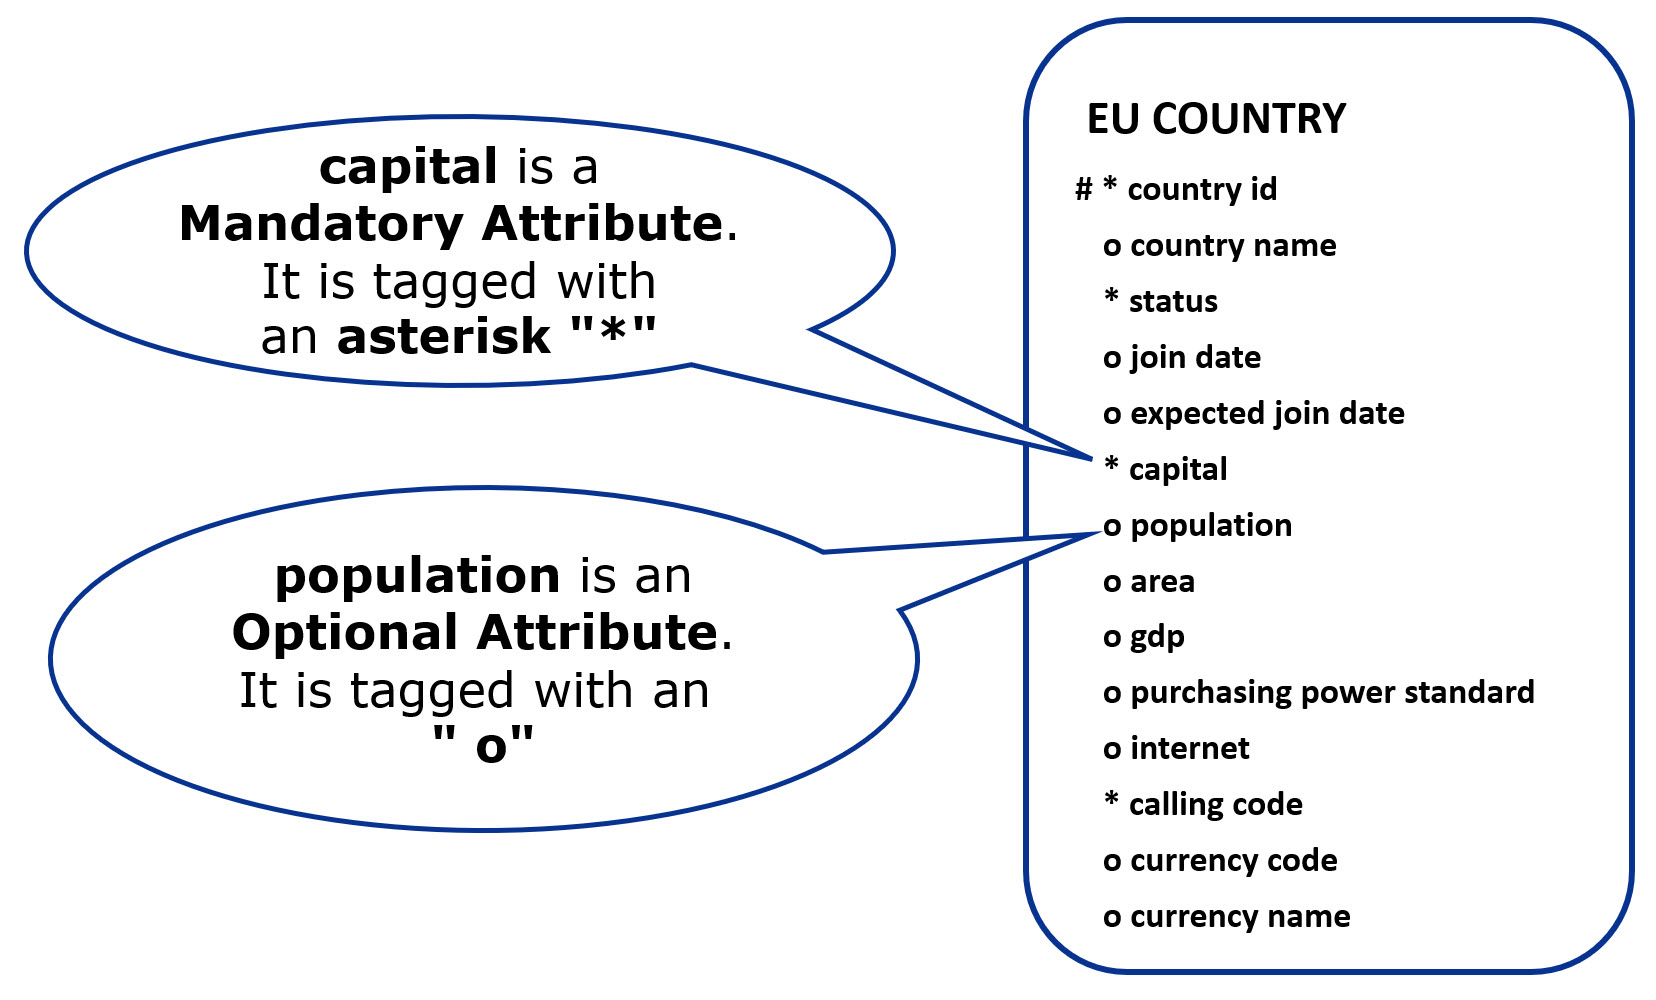 capital is a
Mandatory Attribute.
It is tagged with
an asterisk "*"
population is an
Optional Attribute.
It is tagged with an
" o"
EU COUNTRY
# * country id
o country name
* status
o join date
o expected join date
* capital
o population
o area
o gdp
o purchasing power standard
o internet
* calling code
o currency code
o currency name